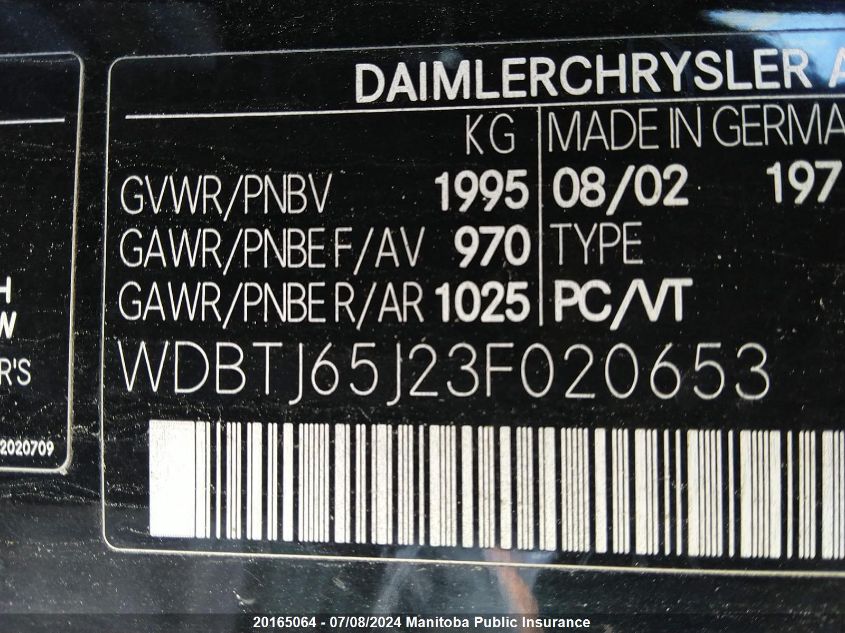 DAIMLERCHRYSLER A
KG MADE IN GERMA
GVWR/PNBV 1995 08/02 197
GAWR/PNBE F/AV 970 TYPE
GAWR/PNBE R/AR 1025 PC/VT
WDBTJ65J23F020653
H
W
R'S
2020709
20165064 - 07/08/2024 Manitoba Public Insurance